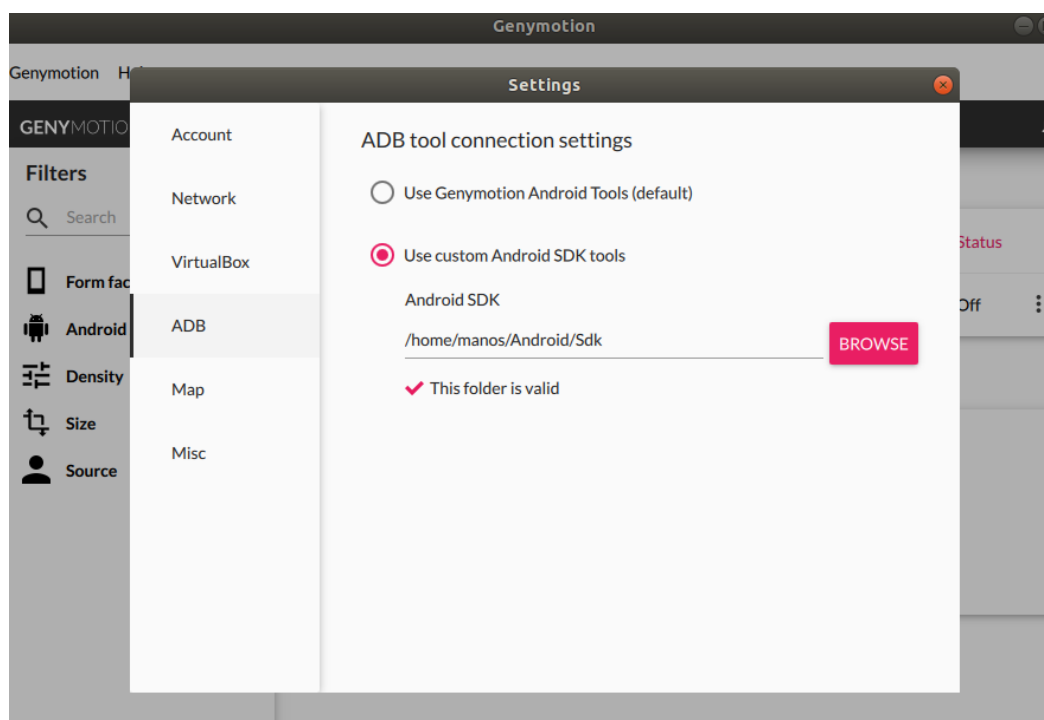 Genymotion
Genymotion
Settings
GENYMOTIO
Filters
Search
Form fac
Android
Density
Size
Source
Account
Network
VirtualBox
ADB
Map
Misc
ADB tool connection settings
Use Genymotion Android Tools (default)
Use custom Android SDK tools
Android SDK
/home/manos/Android/Sdk
BROWSE
This folder is valid
Status
Off